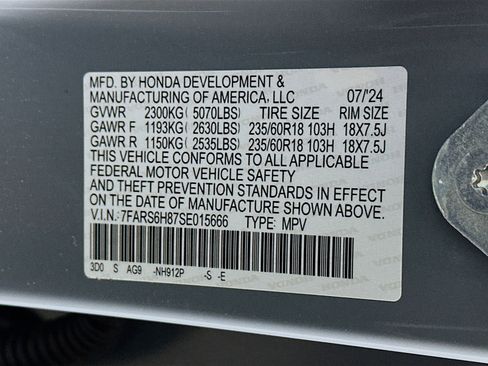 MFD. BY HONDA DEVELOPMENT &
MANUFACTURING OF AMERICA, LLC 07/'24
GVWR 2300KG( 5070LBS) TIRE SIZE RIM SIZE
GAWR F 1193KG( 2630LBS) 235/60R18 103H 18X7.5J
GAWR R 1150KG( 2535LBS) 235/60R18 103H 18X7.5J
THIS VEHICLE CONFORMS TO ALL APPLICABLE
FEDERAL MOTOR VEHICLE SAFETY
AND THEFT PREVENTION STANDARDS IN EFFECT
ON THE DATE OF MANUFACTURE SHOWN ABOVE.
V.I.N.:7FARS6H87SE015666 TYPE: MPV
3D0 S AG9 -NH912P -S -E